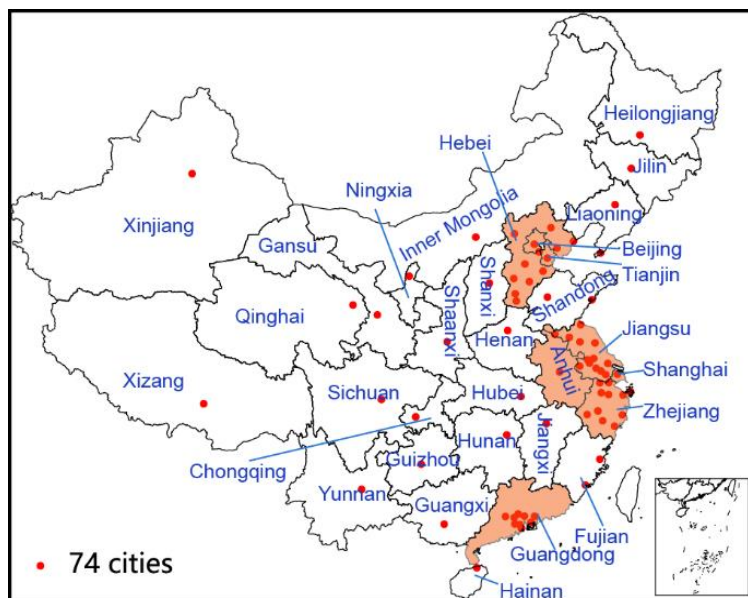 Heilongjiang
Hebei
Jilin
Ningxia
Liaoning
Xinjiang
Inner Mongolia
Gansu
Beijing
Tianjin
Shanxi
Shandong
Qinghai
Shaanxi
Henan
Jiangsu
Anhui
Shanghai
Xizang
Sichuan
Hubei
Zhejiang
Hunan
Jiangxi
Chongqing
Guizhou
Yunnan
Guangxi
Fujian
Guangdong
74 cities
Hainan